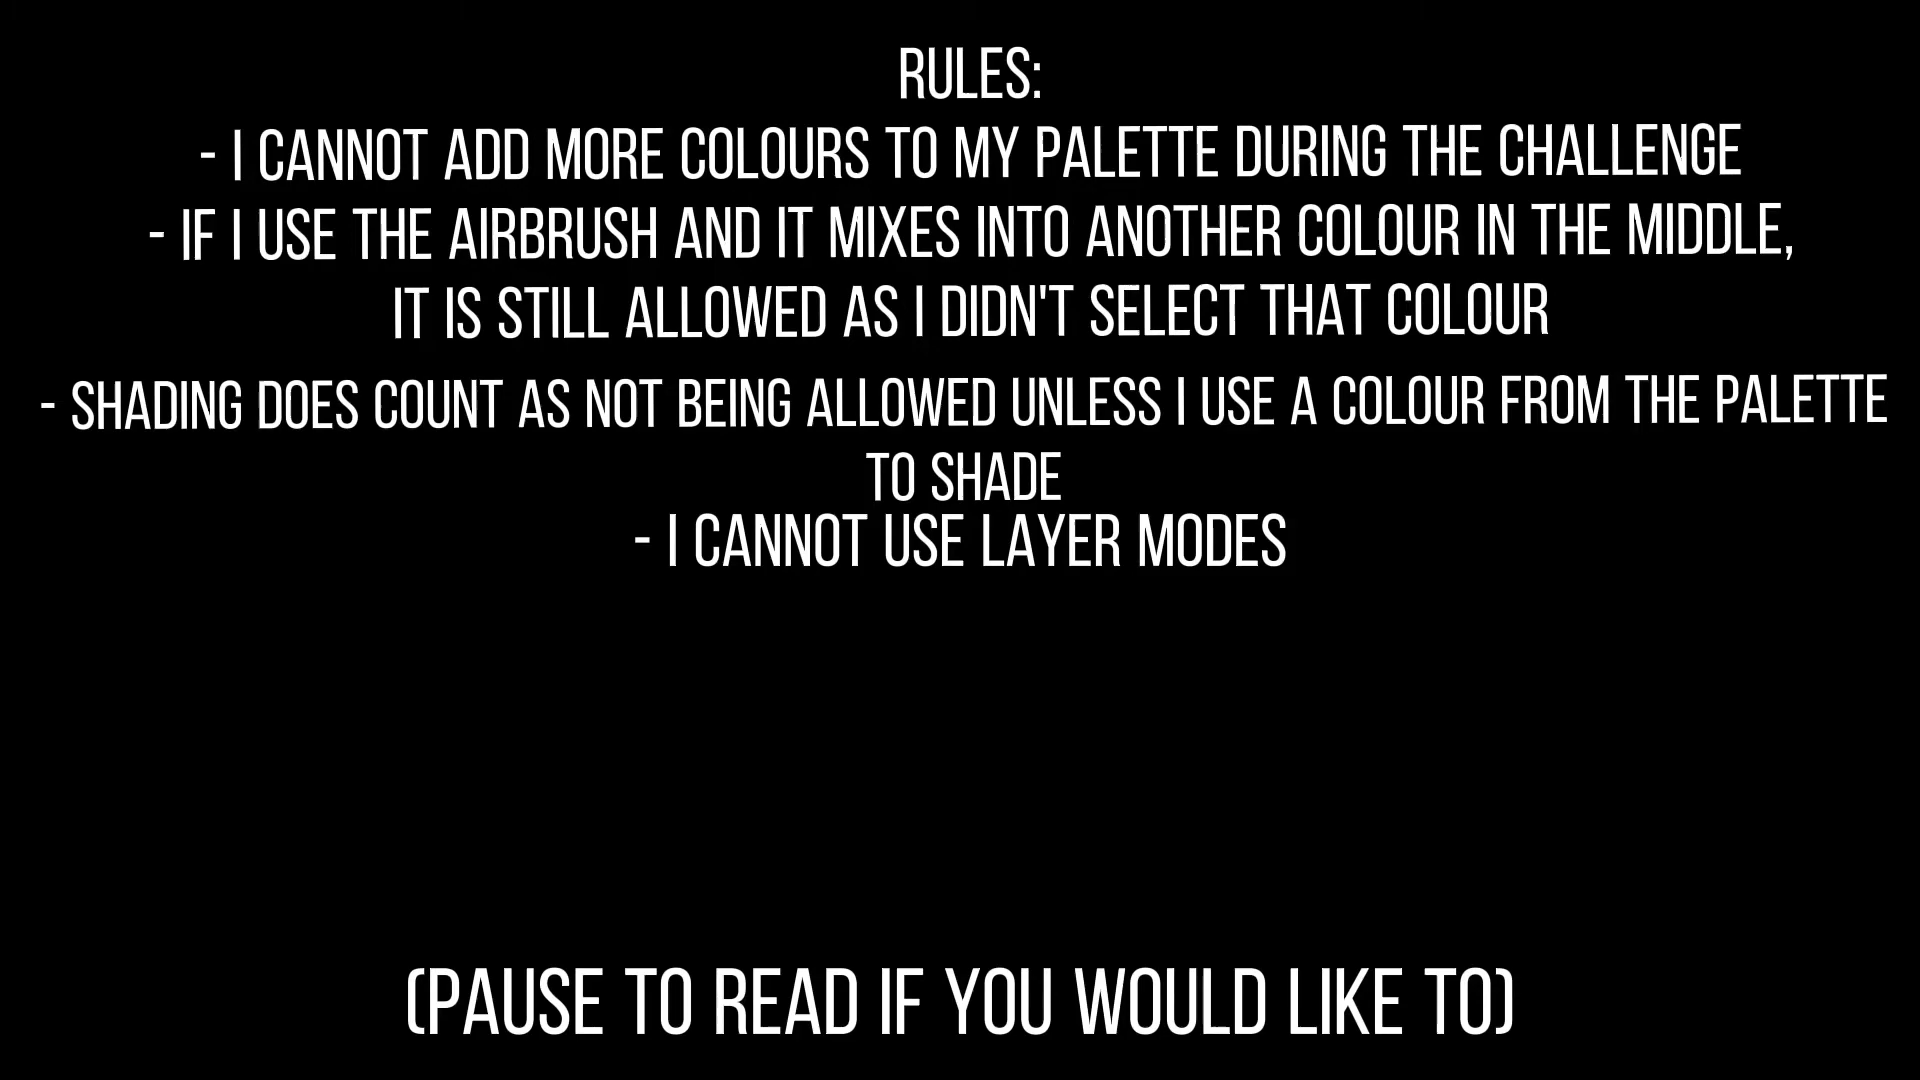 RULES:
- I CANNOT ADD MORE COLOURS TO MY PALETTE DURING THE CHALLENGE
- IF I USE THE AIRBRUSH AND IT MIXES INTO ANOTHER COLOUR IN THE MIDDLE,
IT IS STILL ALLOWED AS I DIDN'T SELECT THAT COLOUR
- SHADING DOES COUNT AS NOT BEING ALLOWED UNLESS I USE A COLOUR FROM THE PALETTE
TO SHADE
- I CANNOT USE LAYER MODES
(PAUSE TO READ IF YOU WOULD LIKE TO)